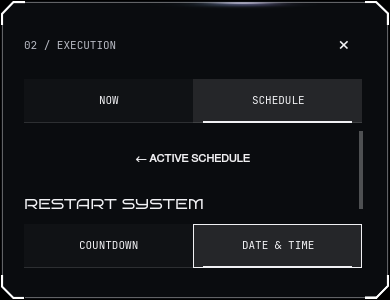 02 / EXECUTION ×
NOW SCHEDULE
← ACTIVE SCHEDULE
RESTART SYSTEM
COUNTDOWN DATE & TIME